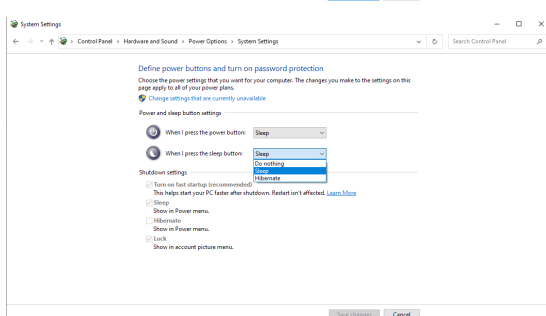 System Settings
Control Panel > Hardware and Sound > Power Options > System Settings
Search Control Panel
Define power buttons and turn on password protection
Choose the power settings that you want for your computer. The changes you make to the settings on this
page apply to all of your power plans.
Change settings that are currently unavailable
Power and sleep button settings
When I press the power button: Sleep
When I press the sleep button: Sleep
Do nothing
Sleep
Hibernate
Shutdown settings
Turn on fast startup (recommended)
This helps start your PC faster after shutdown. Restart isn't affected. Learn More
Sleep
Show in Power menu.
Hibernate
Show in Power menu.
Lock
Show in account picture menu.
Save changes Cancel